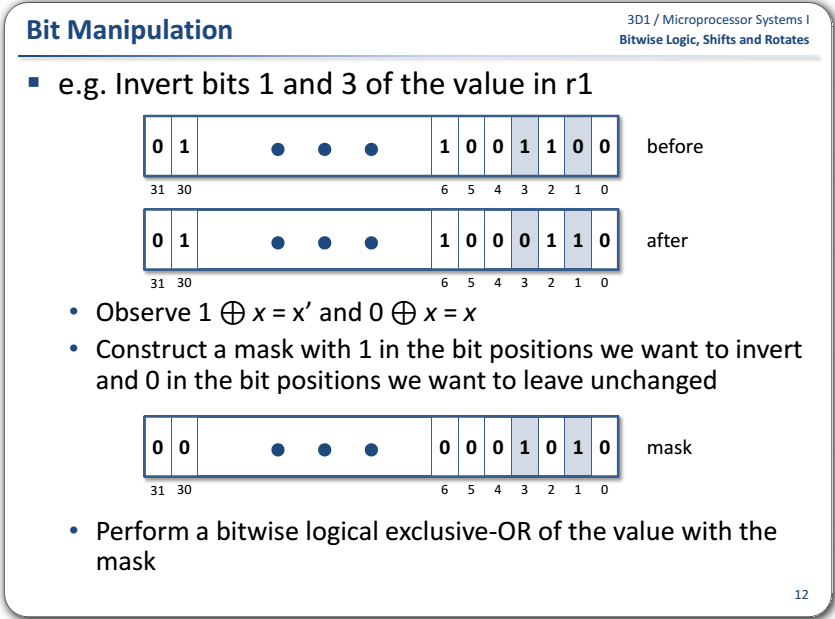 Bit Manipulation
3D1 / Microprocessor Systems I
Bitwise Logic, Shifts and Rotates
▪ e.g. Invert bits 1 and 3 of the value in r1
0 1 ● ● ● 1 0 0 1 1 0 0 before
31 30 6 5 4 3 2 1 0
0 1 ● ● ● 1 0 0 0 1 1 0 after
31 30 6 5 4 3 2 1 0
• Observe 1 ⊕ x = x’ and 0 ⊕ x = x
• Construct a mask with 1 in the bit positions we want to invert
and 0 in the bit positions we want to leave unchanged
0 0 ● ● ● 0 0 0 1 0 1 0 mask
31 30 6 5 4 3 2 1 0
• Perform a bitwise logical exclusive-OR of the value with the
mask
12